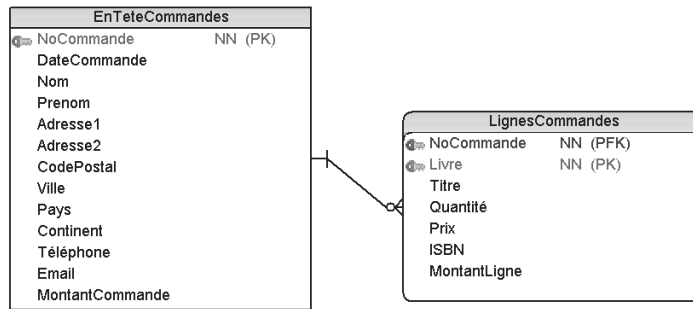 EnTeteCommandes
NoCommande NN (PK)
DateCommande
Nom
Prenom
Adresse1
Adresse2
CodePostal
Ville
Pays
Continent
Téléphone
Email
MontantCommande
LignesCommandes
NoCommande NN (PFK)
Livre NN (PK)
Titre
Quantité
Prix
ISBN
MontantLigne